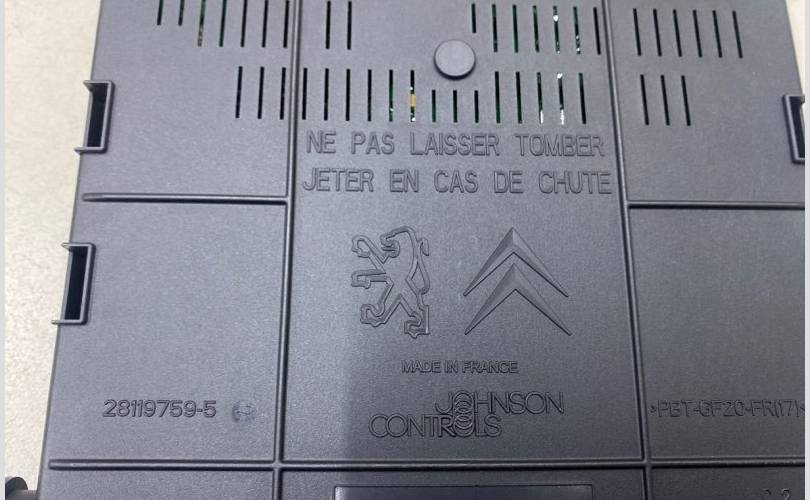 NE PAS LAISSER TOMBER
JETER EN CAS DE CHUTE
MADE IN FRANCE
28119759-5
JOHNSON
CONTROLS
>PBT-GF20-FR(17)<